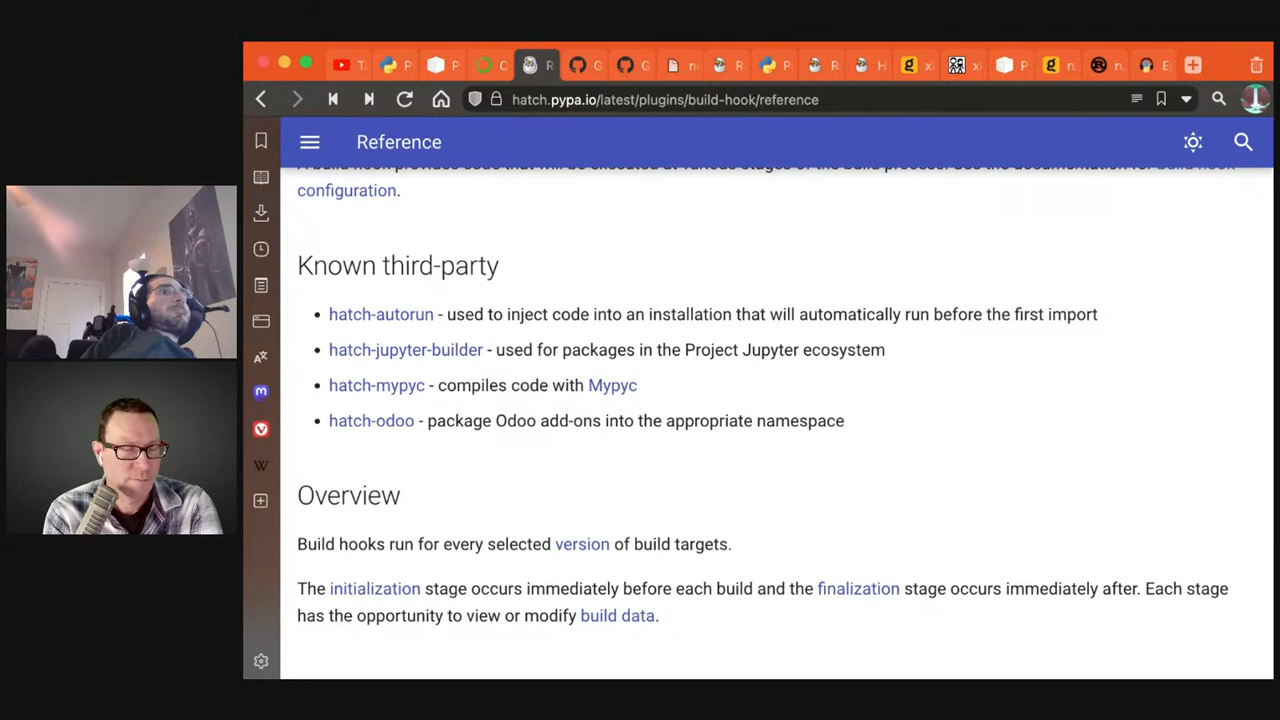 hatch.pypa.io/latest/plugins/build-hook/reference
Reference
configuration.
Known third-party
• hatch-autorun - used to inject code into an installation that will automatically run before the first import
• hatch-jupyter-builder - used for packages in the Project Jupyter ecosystem
• hatch-mypyc - compiles code with Mypyc
• hatch-odoo - package Odoo add-ons into the appropriate namespace
Overview
Build hooks run for every selected version of build targets.
The initialization stage occurs immediately before each build and the finalization stage occurs immediately after. Each stage
has the opportunity to view or modify build data.